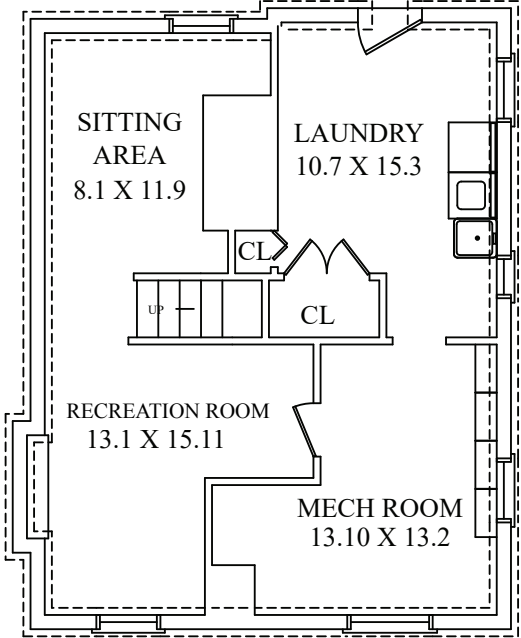 SITTING
AREA
8.1 X 11.9
LAUNDRY
10.7 X 15.3
CL
CL
UP
RECREATION ROOM
13.1 X 15.11
MECH ROOM
13.10 X 13.2